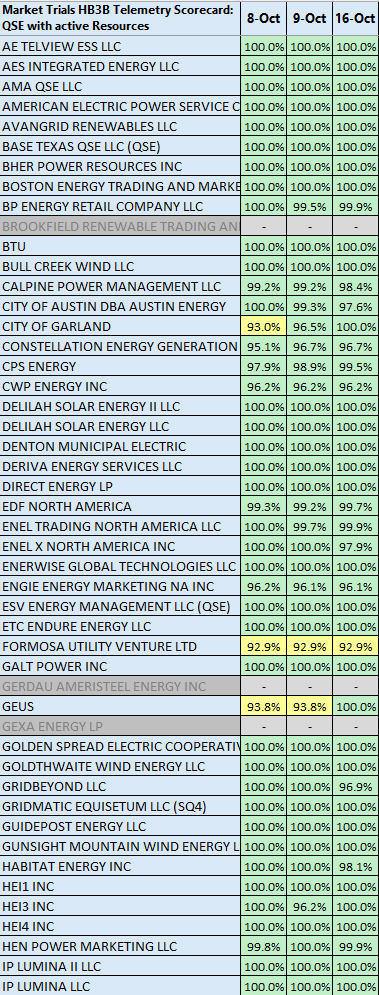 Market Trials HB3B Telemetry Scorecard:
QSE with active Resources 8-Oct 9-Oct 16-Oct
AE TELVIEW ESS LLC 100.0% 100.0% 100.0%
AES INTEGRATED ENERGY LLC 100.0% 100.0% 100.0%
AMA QSE LLC 100.0% 100.0% 100.0%
AMERICAN ELECTRIC POWER SERVICE C 100.0% 100.0% 100.0%
AVANGRID RENEWABLES LLC 100.0% 100.0% 100.0%
BASE TEXAS QSE LLC (QSE) 100.0% 100.0% 100.0%
BHER POWER RESOURCES INC 100.0% 100.0% 100.0%
BOSTON ENERGY TRADING AND MARKE 100.0% 100.0% 100.0%
BP ENERGY RETAIL COMPANY LLC 100.0% 99.5% 99.9%
BROOKFIELD RENEWABLE TRADING AN - - -
BTU 100.0% 100.0% 100.0%
BULL CREEK WIND LLC 100.0% 100.0% 100.0%
CALPINE POWER MANAGEMENT LLC 99.2% 99.2% 98.4%
CITY OF AUSTIN DBA AUSTIN ENERGY 100.0% 99.3% 97.6%
CITY OF GARLAND 93.0% 96.5% 100.0%
CONSTELLATION ENERGY GENERATION 95.1% 96.7% 96.7%
CPS ENERGY 97.9% 98.9% 99.5%
CWP ENERGY INC 96.2% 96.2% 96.2%
DELILAH SOLAR ENERGY II LLC 100.0% 100.0% 100.0%
DELILAH SOLAR ENERGY LLC 100.0% 100.0% 100.0%
DENTON MUNICIPAL ELECTRIC 100.0% 100.0% 100.0%
DERIVA ENERGY SERVICES LLC 100.0% 100.0% 100.0%
DIRECT ENERGY LP 100.0% 100.0% 100.0%
EDF NORTH AMERICA 99.3% 99.2% 99.7%
ENEL TRADING NORTH AMERICA LLC 100.0% 99.7% 99.9%
ENEL X NORTH AMERICA INC 100.0% 100.0% 97.9%
ENERWISE GLOBAL TECHNOLOGIES LLC 100.0% 100.0% 100.0%
ENGIE ENERGY MARKETING NA INC 96.2% 96.1% 96.1%
ESV ENERGY MANAGEMENT LLC (QSE) 100.0% 100.0% 100.0%
ETC ENDURE ENERGY LLC 100.0% 100.0% 100.0%
FORMOSA UTILITY VENTURE LTD 92.9% 92.9% 92.9%
GALT POWER INC 100.0% 100.0% 100.0%
GERDAU AMERISTEEL ENERGY INC - - -
GEUS 93.8% 93.8% 100.0%
GEXA ENERGY LP - - -
GOLDEN SPREAD ELECTRIC COOPERATIV 100.0% 100.0% 100.0%
GOLDTHWAITE WIND ENERGY LLC 100.0% 100.0% 100.0%
GRIDBEYOND LLC 100.0% 100.0% 96.9%
GRIDMATIC EQUISETUM LLC (SQ4) 100.0% 100.0% 100.0%
GUIDEPOST ENERGY LLC 100.0% 100.0% 100.0%
GUNSIGHT MOUNTAIN WIND ENERGY L 100.0% 100.0% 100.0%
HABITAT ENERGY INC 100.0% 100.0% 98.1%
HEI1 INC 100.0% 100.0% 100.0%
HEI3 INC 100.0% 96.2% 100.0%
HEI4 INC 100.0% 100.0% 100.0%
HEN POWER MARKETING LLC 99.8% 100.0% 99.9%
IP LUMINA II LLC 100.0% 100.0% 100.0%
IP LUMINA LLC 100.0% 100.0% 100.0%